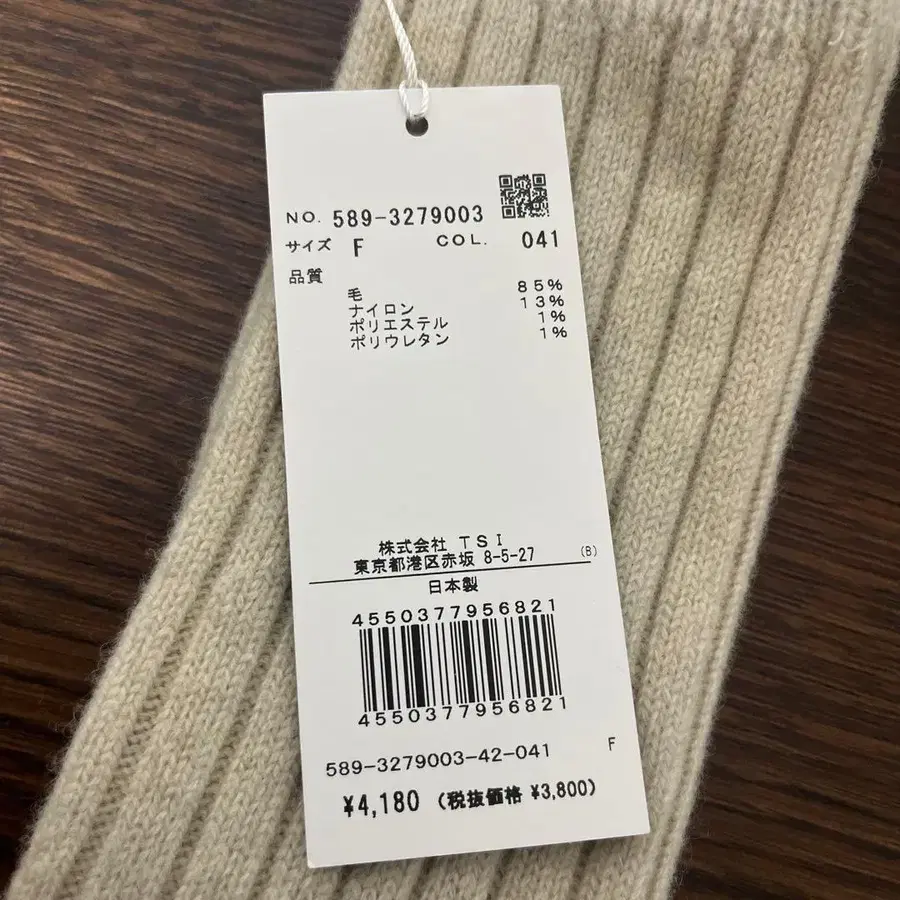 NO. 589-3279003
サイズ F COL. 041
品質
毛 85%
ナイロン 13%
ポリエステル 1%
ポリウレタン 1%
株式会社 TSI
東京都港区赤坂 8-5-27 (B)
日本製
4550377956821
4550377956821
589-3279003-42-041 F
¥4,180 (税抜価格 ¥3,800)